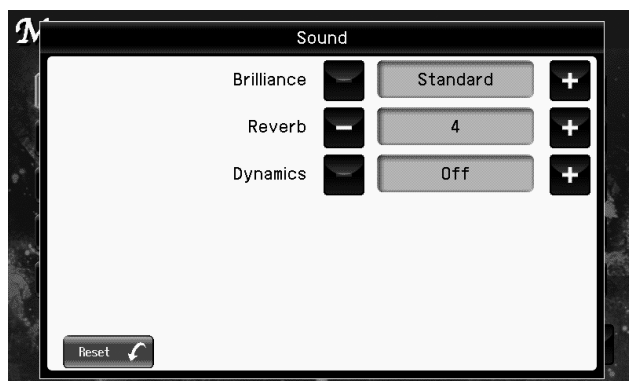 Sound
Brilliance - Standard +
Reverb - 4 +
Dynamics - Off +
Reset